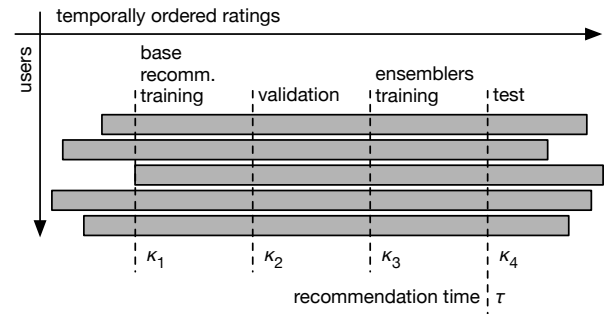 temporally ordered ratings
users
base
recomm.
training
validation
ensemblers
training
test
κ1
κ2
κ3
κ4
recommendation time τ